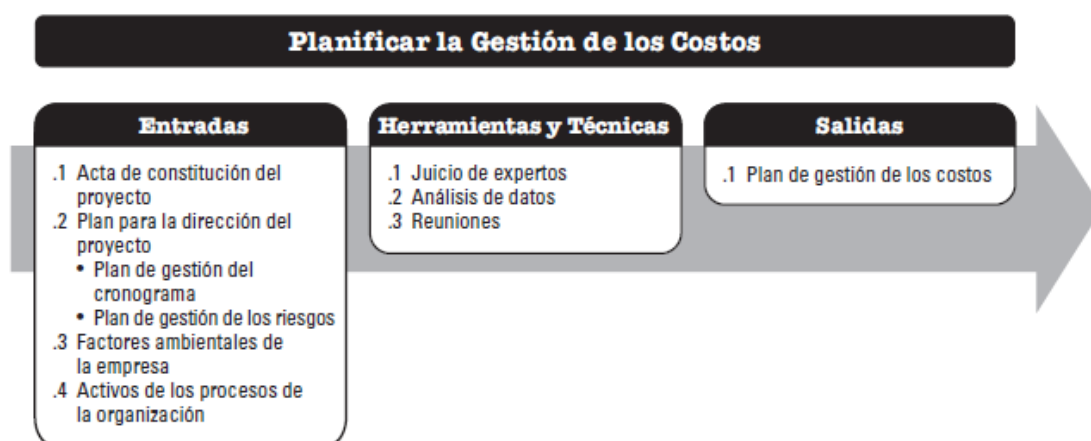 Planificar la Gestión de los Costos
Entradas
.1 Acta de constitución del
proyecto
.2 Plan para la dirección del
proyecto
• Plan de gestión del
cronograma
• Plan de gestión de los riesgos
.3 Factores ambientales de
la empresa
.4 Activos de los procesos de
la organización
Herramientas y Técnicas
.1 Juicio de expertos
.2 Análisis de datos
.3 Reuniones
Salidas
.1 Plan de gestión de los costos